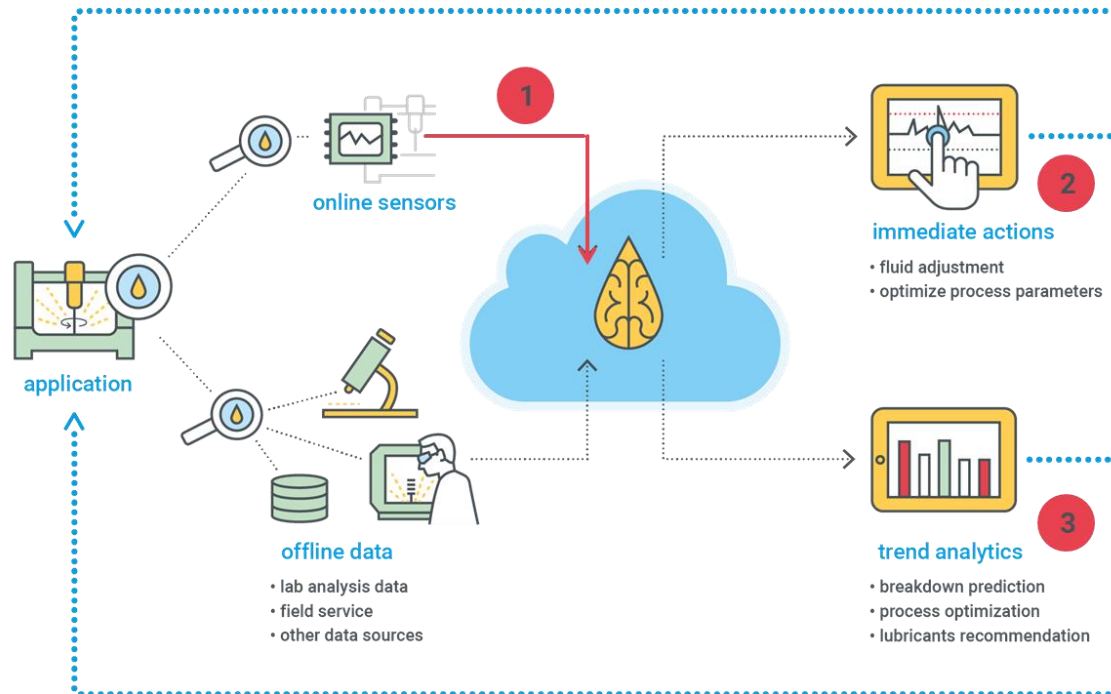 1
online sensors
application
offline data
• lab analysis data
• field service
• other data sources
2
immediate actions
• fluid adjustment
• optimize process parameters
3
trend analytics
• breakdown prediction
• process optimization
• lubricants recommendation